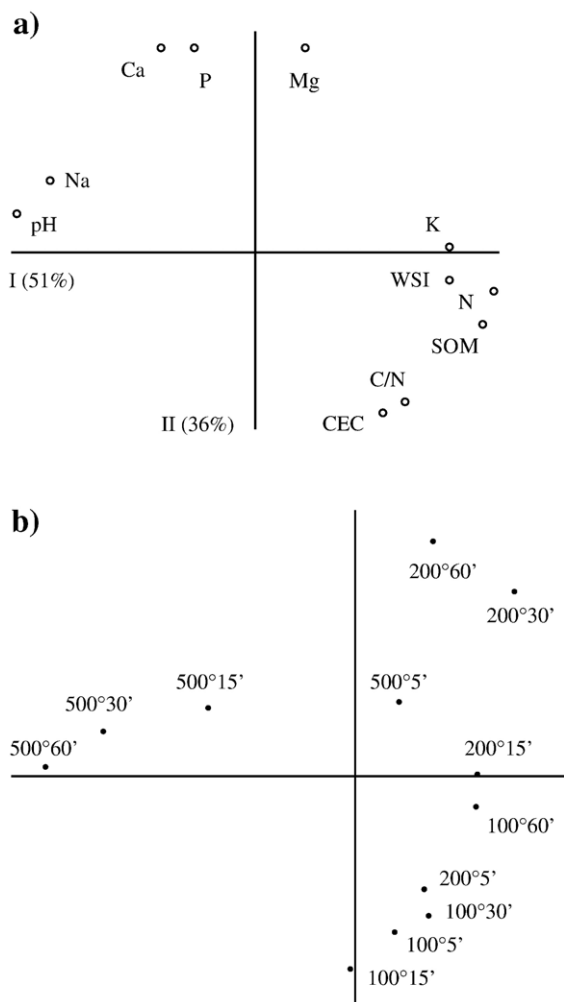 a)
Ca
P
Mg
Na
pH
K
I (51%)
WSI
N
SOM
C/N
II (36%)
CEC
b)
200°60’
200°30’
500°15’
500°5’
500°30’
500°60’
200°15’
100°60’
200°5’
100°30’
100°5’
100°15’